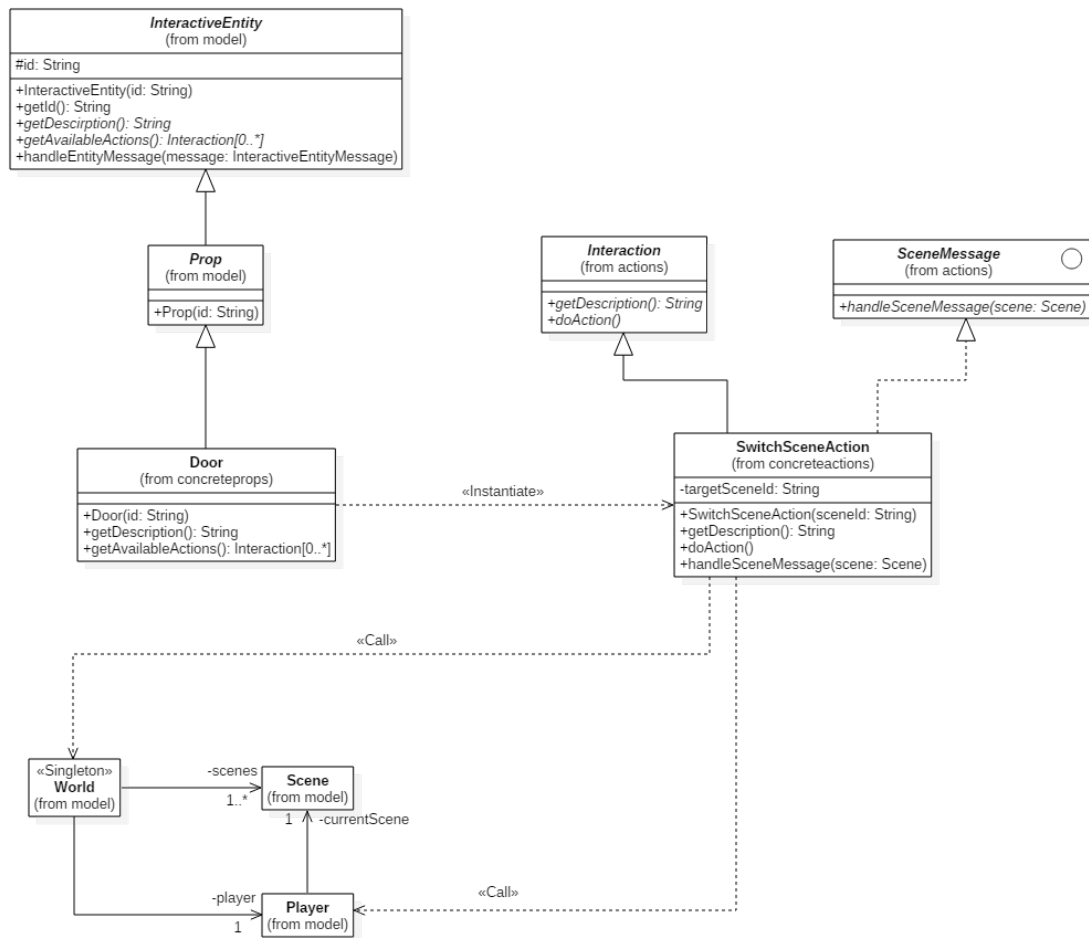 InteractiveEntity
(from model)
#id: String
+InteractiveEntity(id: String)
+getId(): String
+getDescirption(): String
+getAvailableActions(): Interaction[0..*]
+handleEntityMessage(message: InteractiveEntityMessage)
Prop
(from model)
+Prop(id: String)
Interaction
(from actions)
+getDescription(): String
+doAction()
SceneMessage
(from actions)
+handleSceneMessage(scene: Scene)
Door
(from concreteprops)
+Door(id: String)
+getDescription(): String
+getAvailableActions(): Interaction[0..*]
«Instantiate»
SwitchSceneAction
(from concreteactions)
-targetSceneId: String
+SwitchSceneAction(sceneId: String)
+getDescription(): String
+doAction()
+handleSceneMessage(scene: Scene)
«Call»
«Singleton»
World
(from model)
-scenes
1..*
Scene
(from model)
1
-currentScene
-player
1
Player
(from model)
«Call»